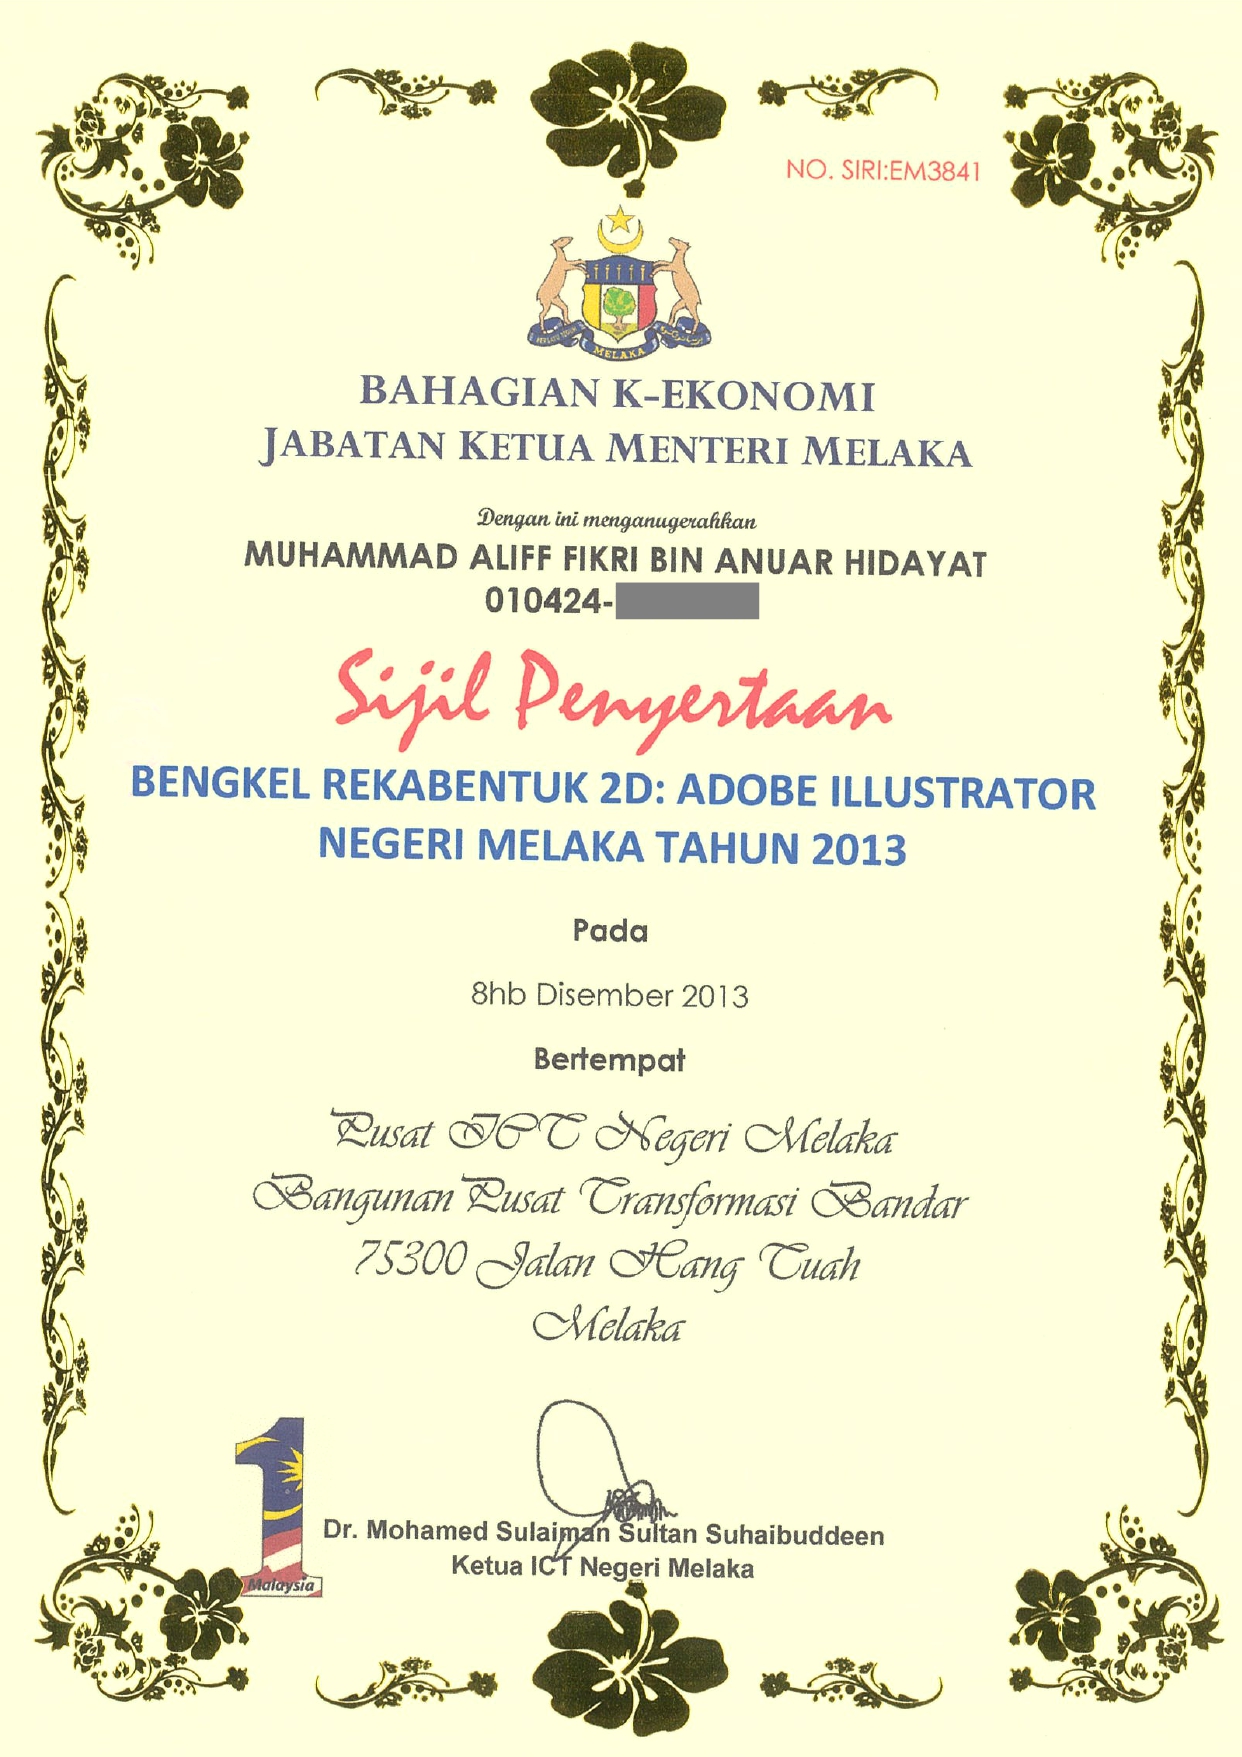 NO. SIRI:EM3841
MELAKA
BAHAGIAN K-EKONOMI
JABATAN KETUA MENTERI MELAKA
Dengan ini menganugerahkan
MUHAMMAD ALIFF FIKRI BIN ANUAR HIDAYAT
010424-
Sijil Penyertaan
BENGKEL REKABENTUK 2D: ADOBE ILLUSTRATOR
NEGERI MELAKA TAHUN 2013
Pada
8hb Disember 2013
Bertempat
Pusat ICT Negeri Melaka
Bangunan Pusat Transformasi Bandar
75300 Jalan Hang Tuah
Melaka
Dr. Mohamed Sulaiman Sultan Suhaibuddeen
Ketua ICT Negeri Melaka
Malaysia